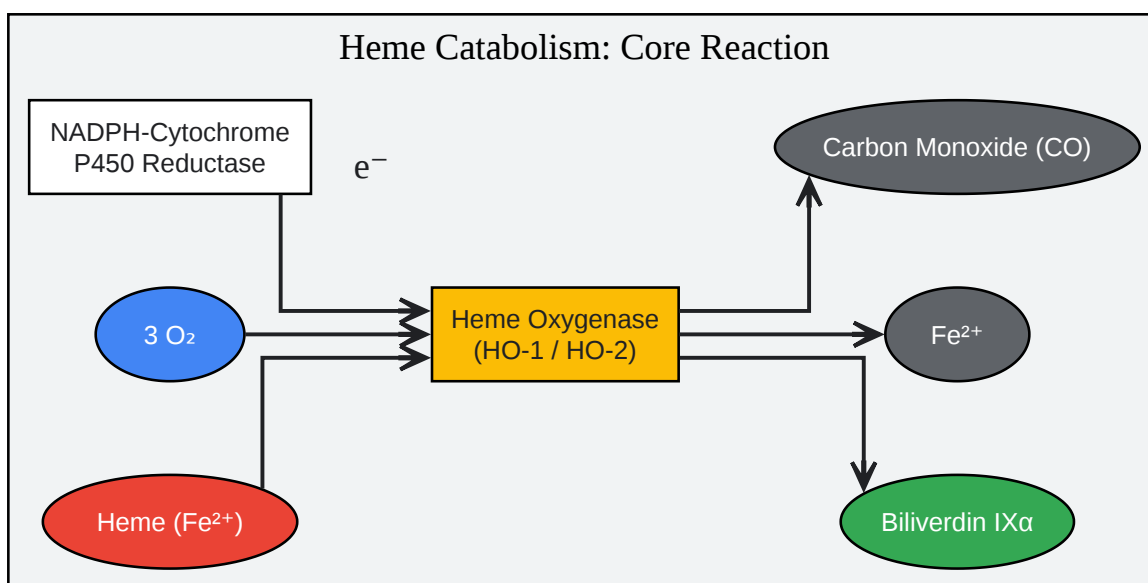 Heme Catabolism: Core Reaction
NADPH-Cytochrome
P450 Reductase
e⁻
Carbon Monoxide (CO)
3 O₂
Heme Oxygenase
(HO-1 / HO-2)
Fe²⁺
Heme (Fe²⁺)
Biliverdin IXα